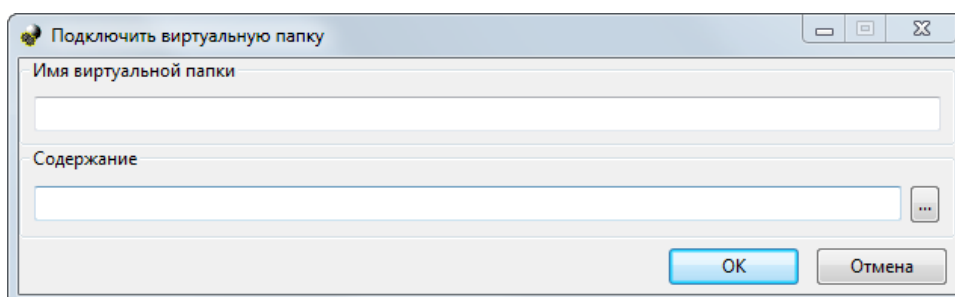 Подключить виртуальную папку
Имя виртуальной папки
Содержание
...
OK
Отмена